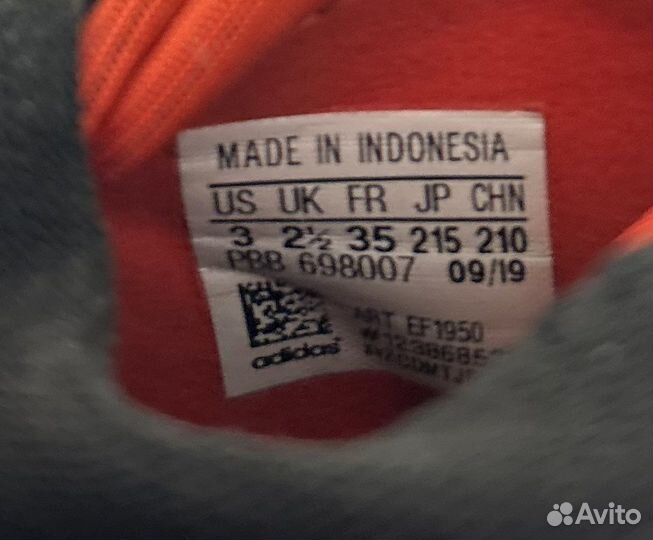 MADE IN INDONESIA
US UK FR JP CHN
3 2½ 35 215 210
PBB 698007 09/19
ART EF1950
adidas
Avito